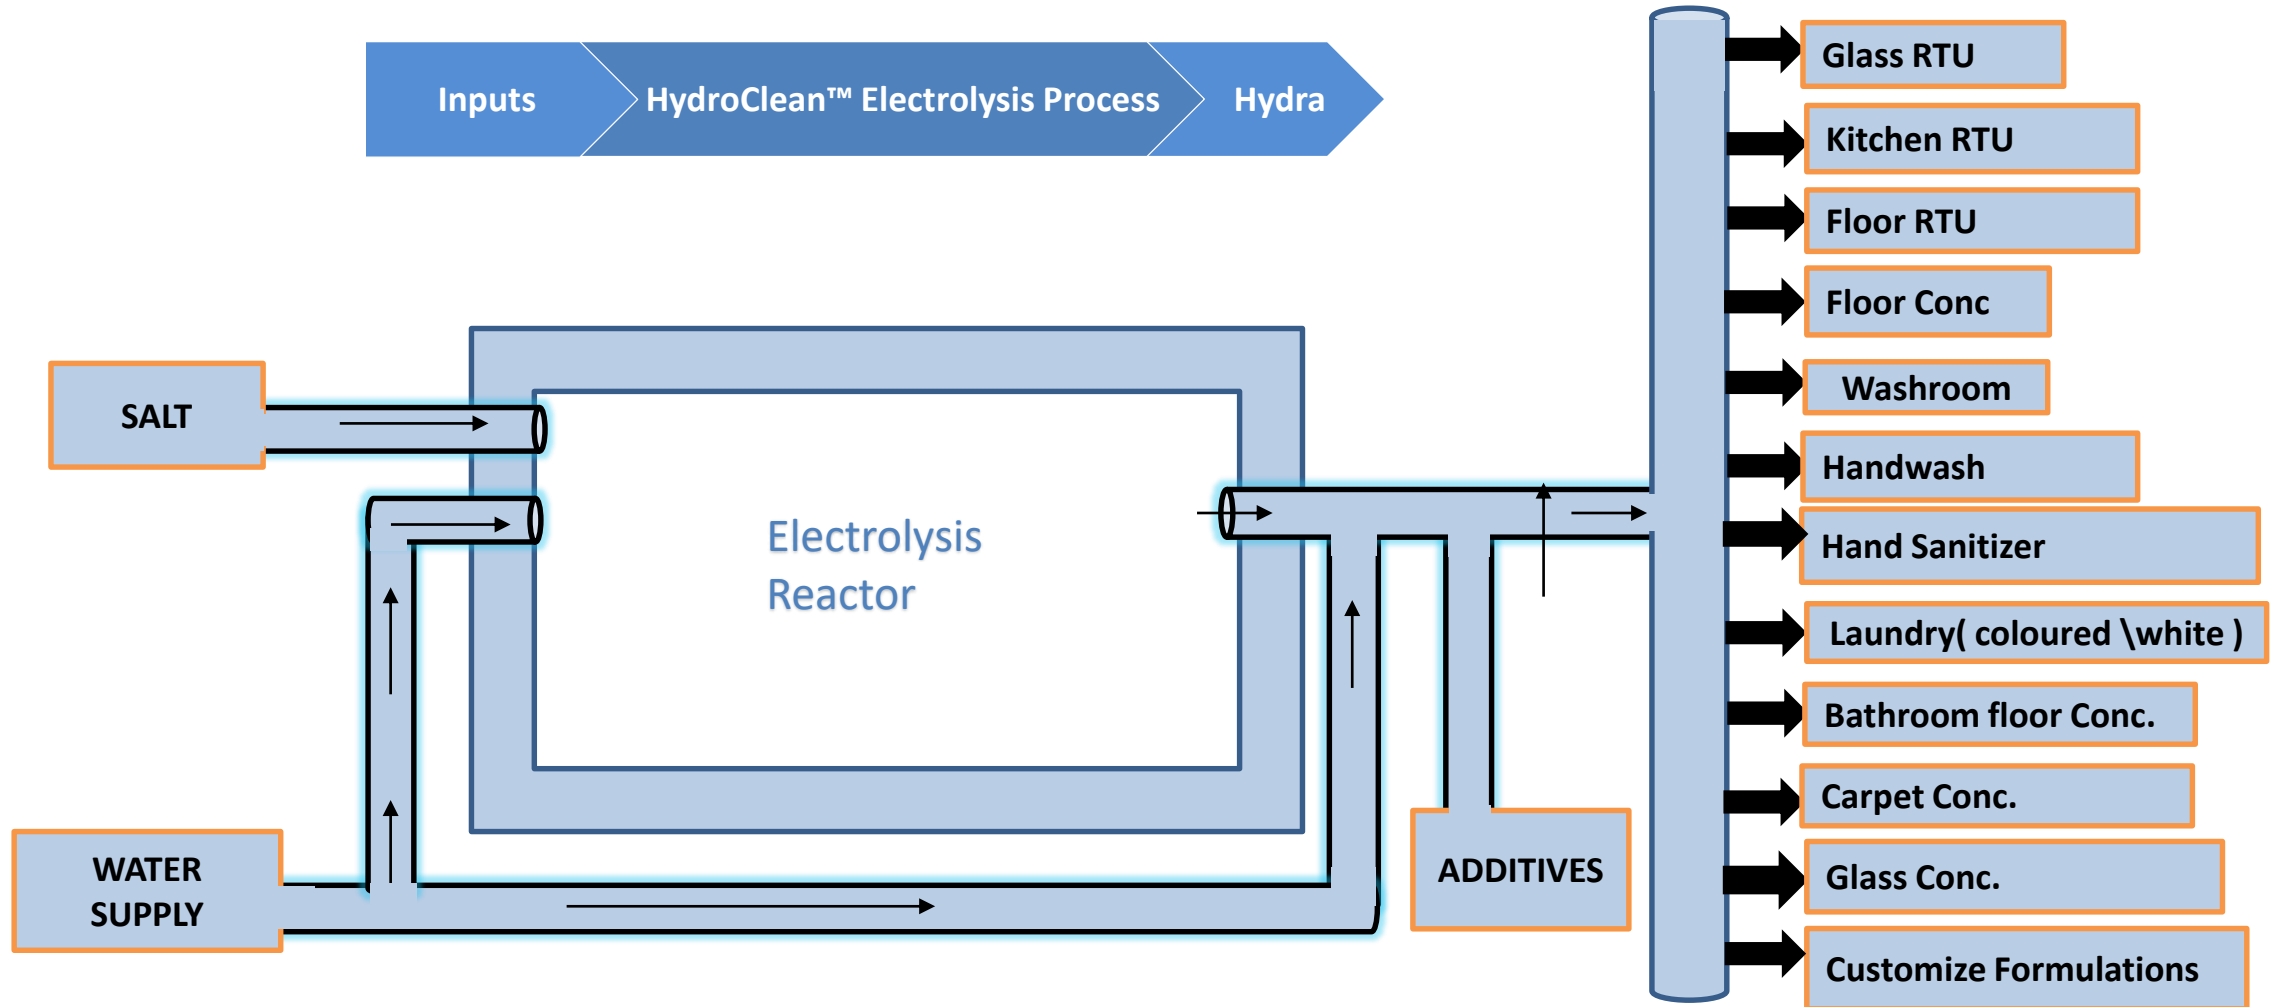 Inputs
HydroClean™ Electrolysis Process
Hydra
SALT
WATER
SUPPLY
Electrolysis
Reactor
ADDITIVES
Glass RTU
Kitchen RTU
Floor RTU
Floor Conc
Washroom
Handwash
Hand Sanitizer
Laundry( coloured \white )
Bathroom floor Conc.
Carpet Conc.
Glass Conc.
Customize Formulations